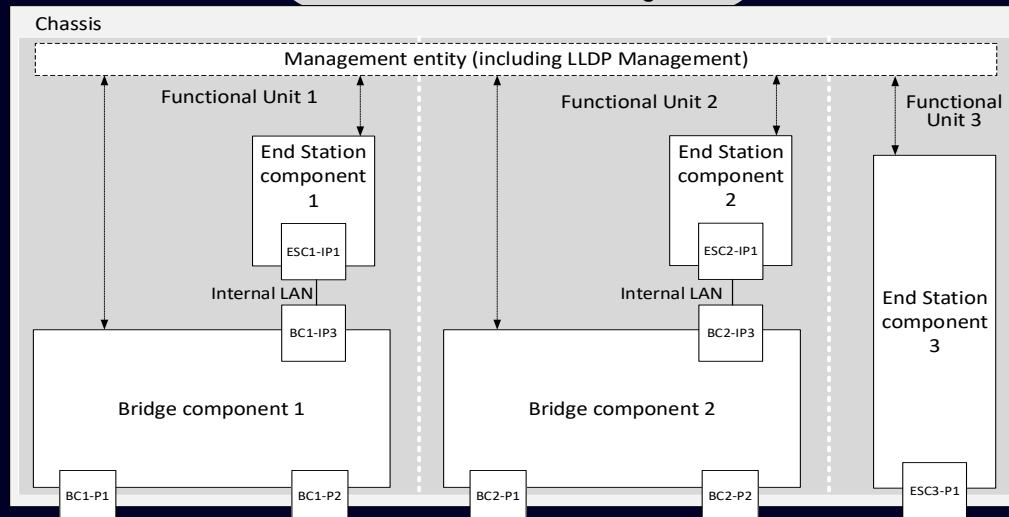 Chassis
Management entity (including LLDP Management)
Functional Unit 1
Functional Unit 2
Functional
Unit 3
End Station
component
1
End Station
component
2
ESC1-IP1
ESC2-IP1
Internal LAN
Internal LAN
End Station
component
3
BC1-IP3
BC2-IP3
Bridge component 1
Bridge component 2
BC1-P1
BC1-P2
BC2-P1
BC2-P2
ESC3-P1